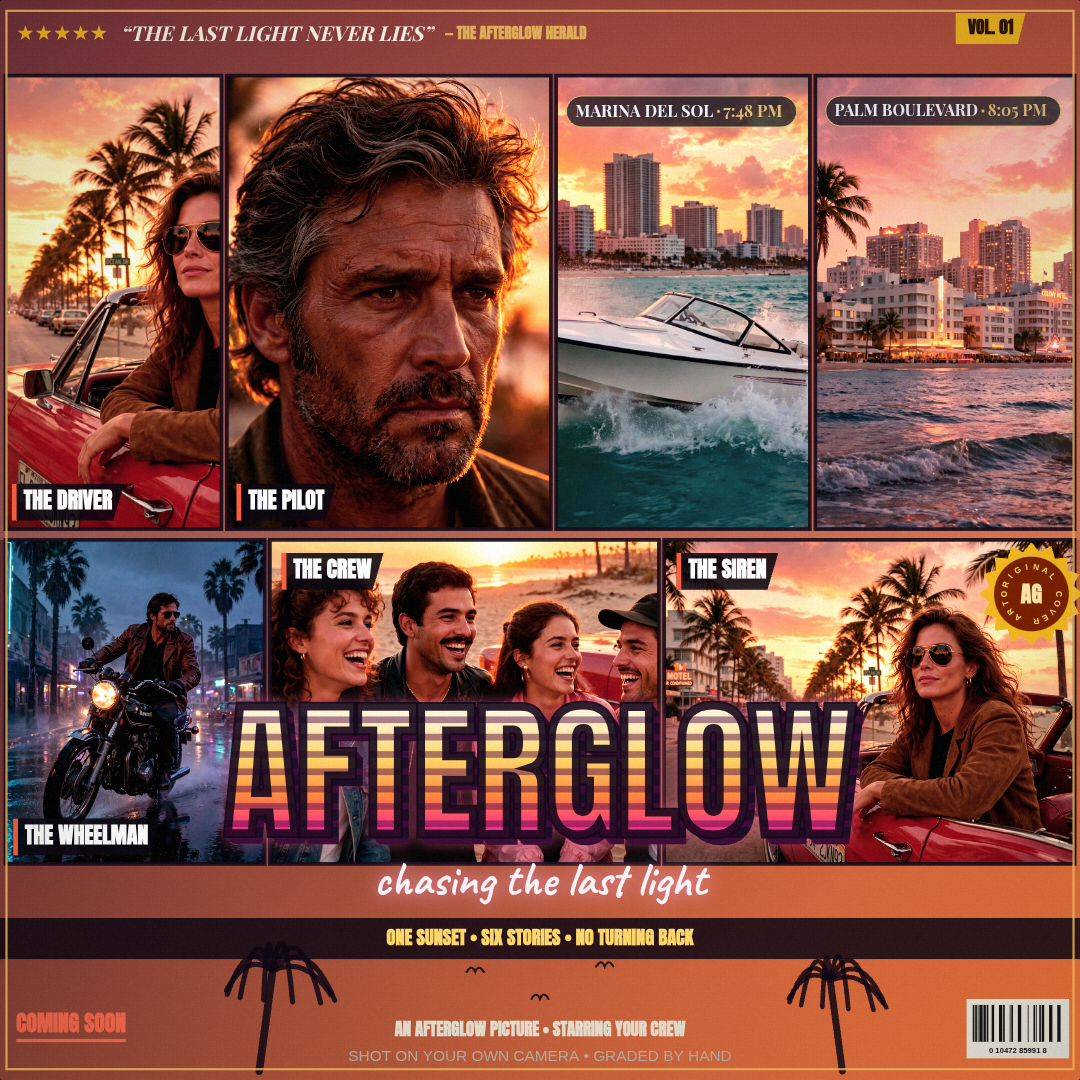 ★★★★★ “THE LAST LIGHT NEVER LIES” – THE AFTERGLOW HERALD
VOL. 01
MARINA DEL SOL · 7:48 PM
PALM BOULEVARD · 8:05 PM
THE DRIVER
THE PILOT
THE CREW
THE SIREN
ORIGINAL COVER ART
AG
MOTEL
THE WHEELMAN
AFTERGLOW
chasing the last light
ONE SUNSET • SIX STORIES • NO TURNING BACK
COMING SOON
AN AFTERGLOW PICTURE • STARRING YOUR CREW
SHOT ON YOUR OWN CAMERA • GRADED BY HAND
0 10472 85991 8